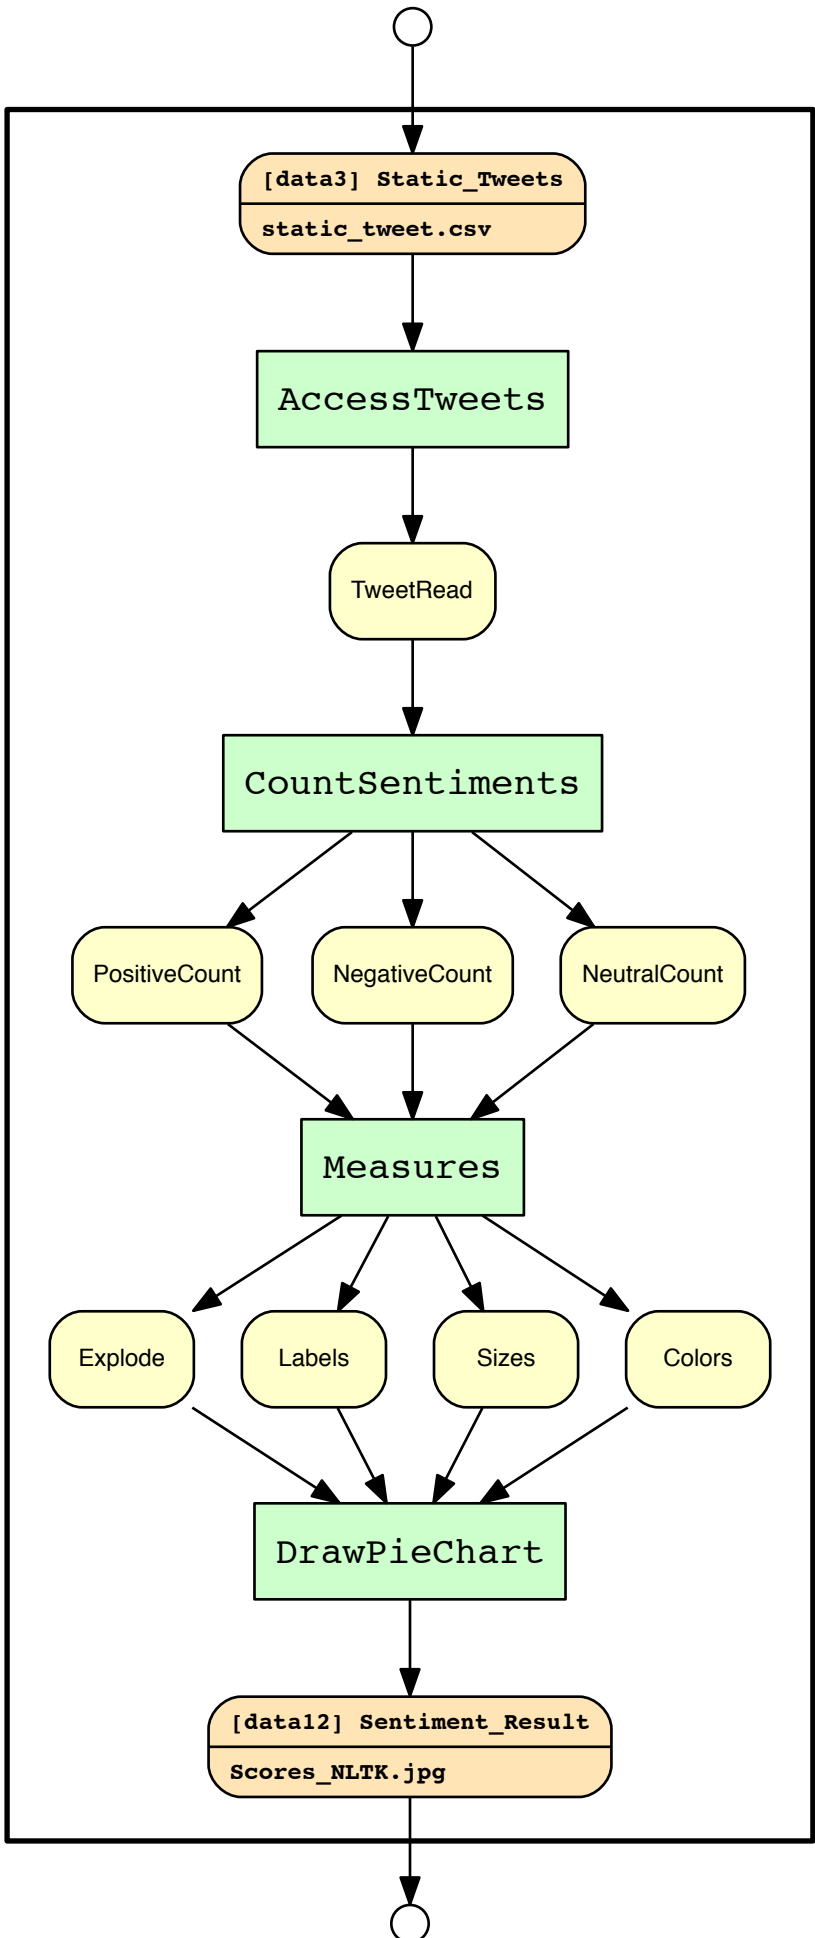 [data3] Static_Tweets
static_tweet.csv
AccessTweets
TweetRead
CountSentiments
PositiveCount
NegativeCount
NeutralCount
Measures
Explode
Labels
Sizes
Colors
DrawPieChart
[data12] Sentiment_Result
Scores_NLTK.jpg